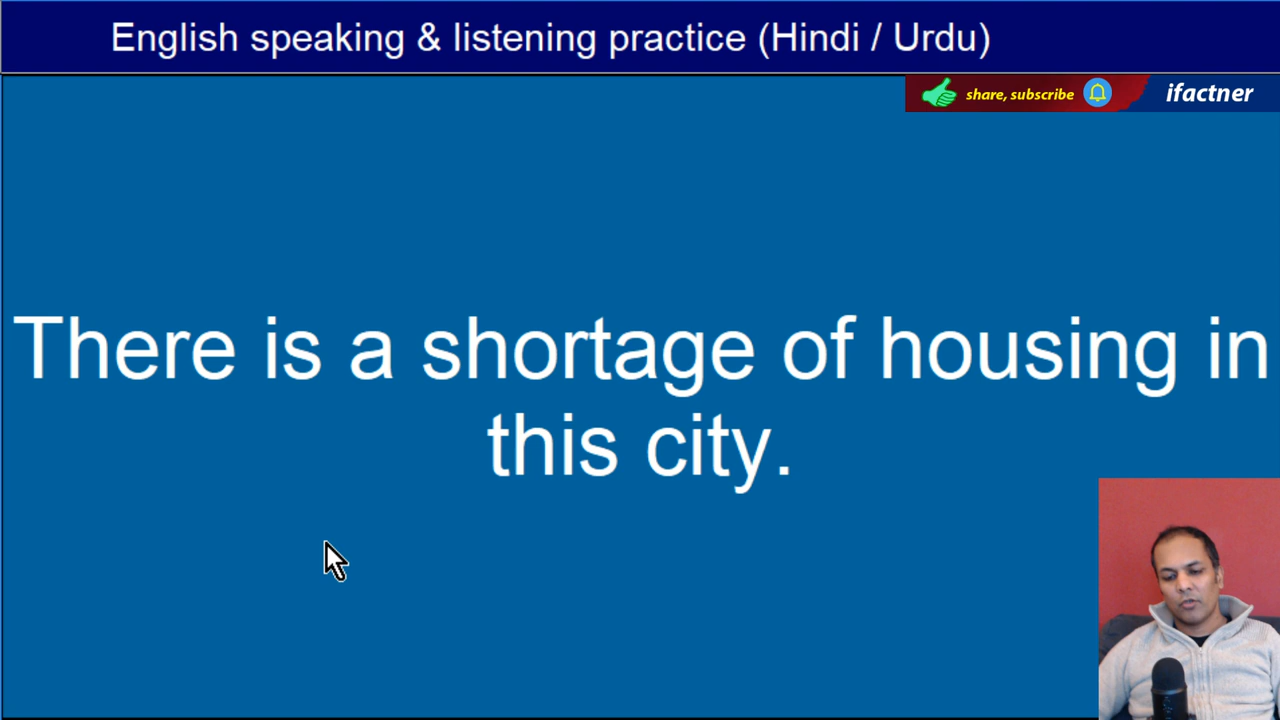 English speaking & listening practice (Hindi / Urdu)
share, subscribe
ifactner
There is a shortage of housing in
this city.